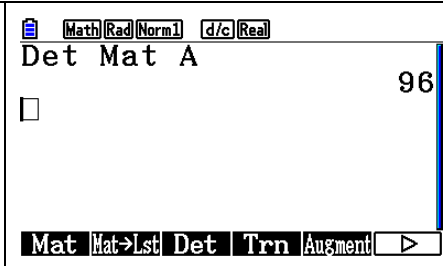 Math Rad Norm1 d/c Real
Det Mat A
96
Mat Mat→Lst Det Trn Augment ▷